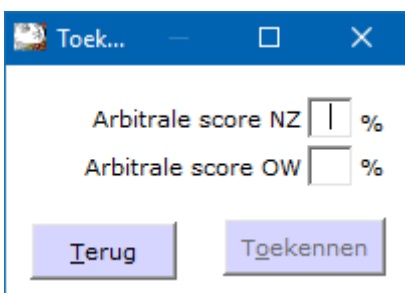 Toek...
Arbitrale score NZ %
Arbitrale score OW %
Terug Toekennen